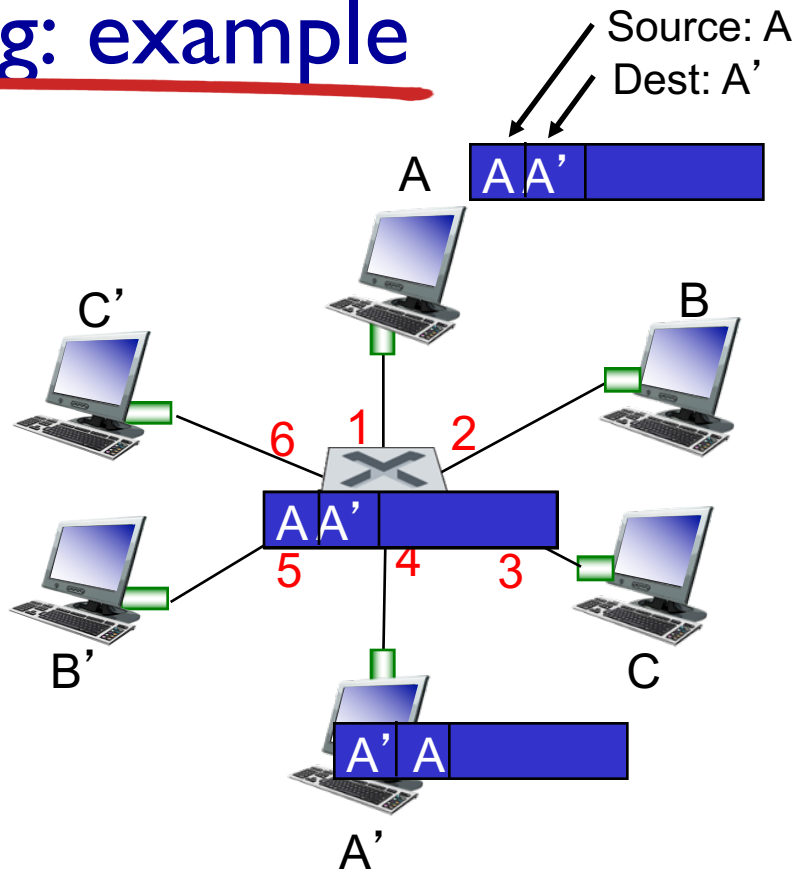 g: example
Source: A
Dest: A’
A
A A’
C’
B
1
2
6
A A’
5
4
3
B’
C
A’ A
A’